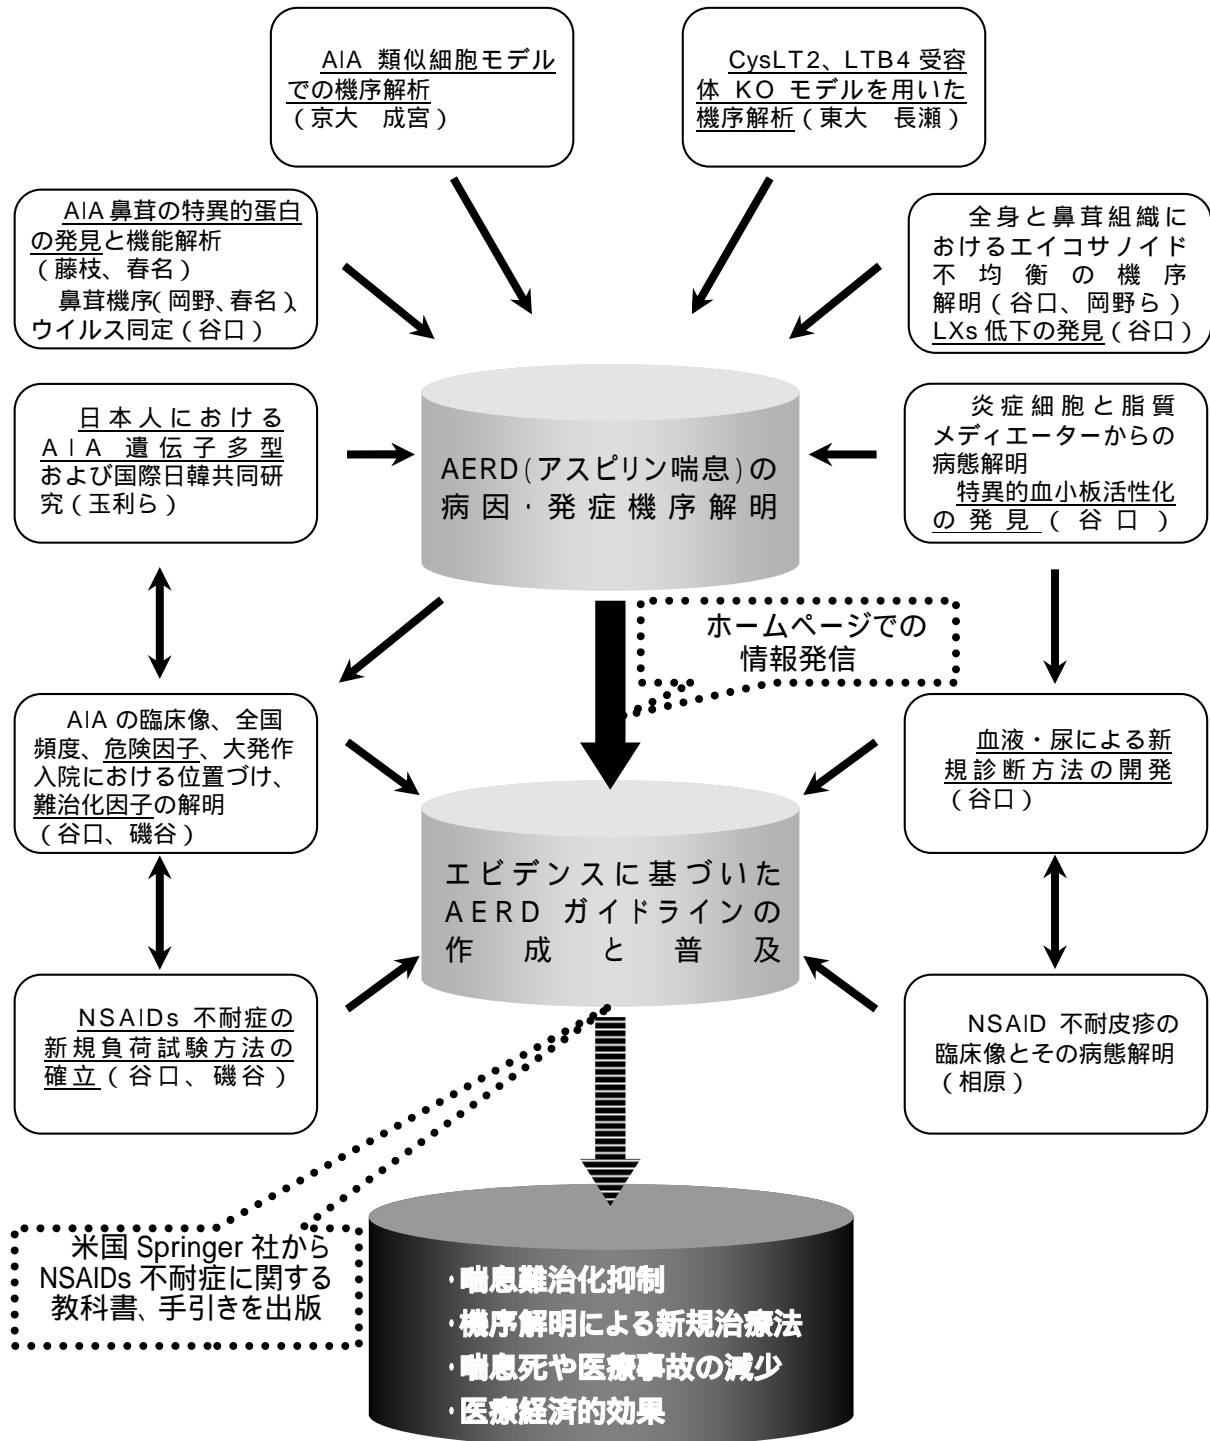 AIA 類似細胞モデル
での機序解析
（京大　成宮）
CysLT2、LTB4 受容
体 KO モデルを用いた
機序解析（東大　長瀬）
AIA 鼻茸の特異的蛋白
の発見と機能解析
（藤枝、春名）
鼻茸機序（岡野、春名）、
ウイルス同定（谷口）
全身と鼻茸組織に
おけるエイコサノイド
不均衡の機序
解明（谷口、岡野ら）
LXs 低下の発見（谷口）
日本人における
AIA 遺伝子多型
および国際日韓共同研
究（玉利ら）
AERD(アスピリン喘息)の
病因・発症機序解明
炎症細胞と脂質
メディエーターからの
病態解明
特異的血小板活性化
の発見（谷口）
ホームページでの
情報発信
AIA の臨床像、全国
頻度、危険因子、大発作
入院における位置づけ、
難治化因子の解明
（谷口、磯谷）
血液・尿による新
規診断方法の開発
（谷口）
エビデンスに基づいた
AERD ガイドラインの
作成と普及
NSAIDs 不耐症の
新規負荷試験方法の
確立（谷口、磯谷）
NSAID 不耐皮疹の
臨床像とその病態解明
（相原）
米国 Springer 社から
NSAIDs 不耐症に関する
教科書、手引きを出版
・喘息難治化抑制
・機序解明による新規治療法
・喘息死や医療事故の減少
・医療経済的効果